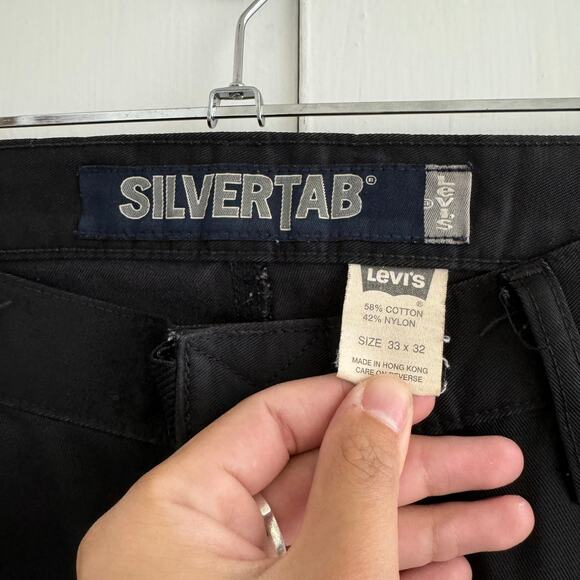 SILVERTAB®
LEVI'S
®
LEVI'S
®
58% COTTON
42% NYLON
SIZE 33 X 32
MADE IN HONG KONG
CARE ON REVERSE